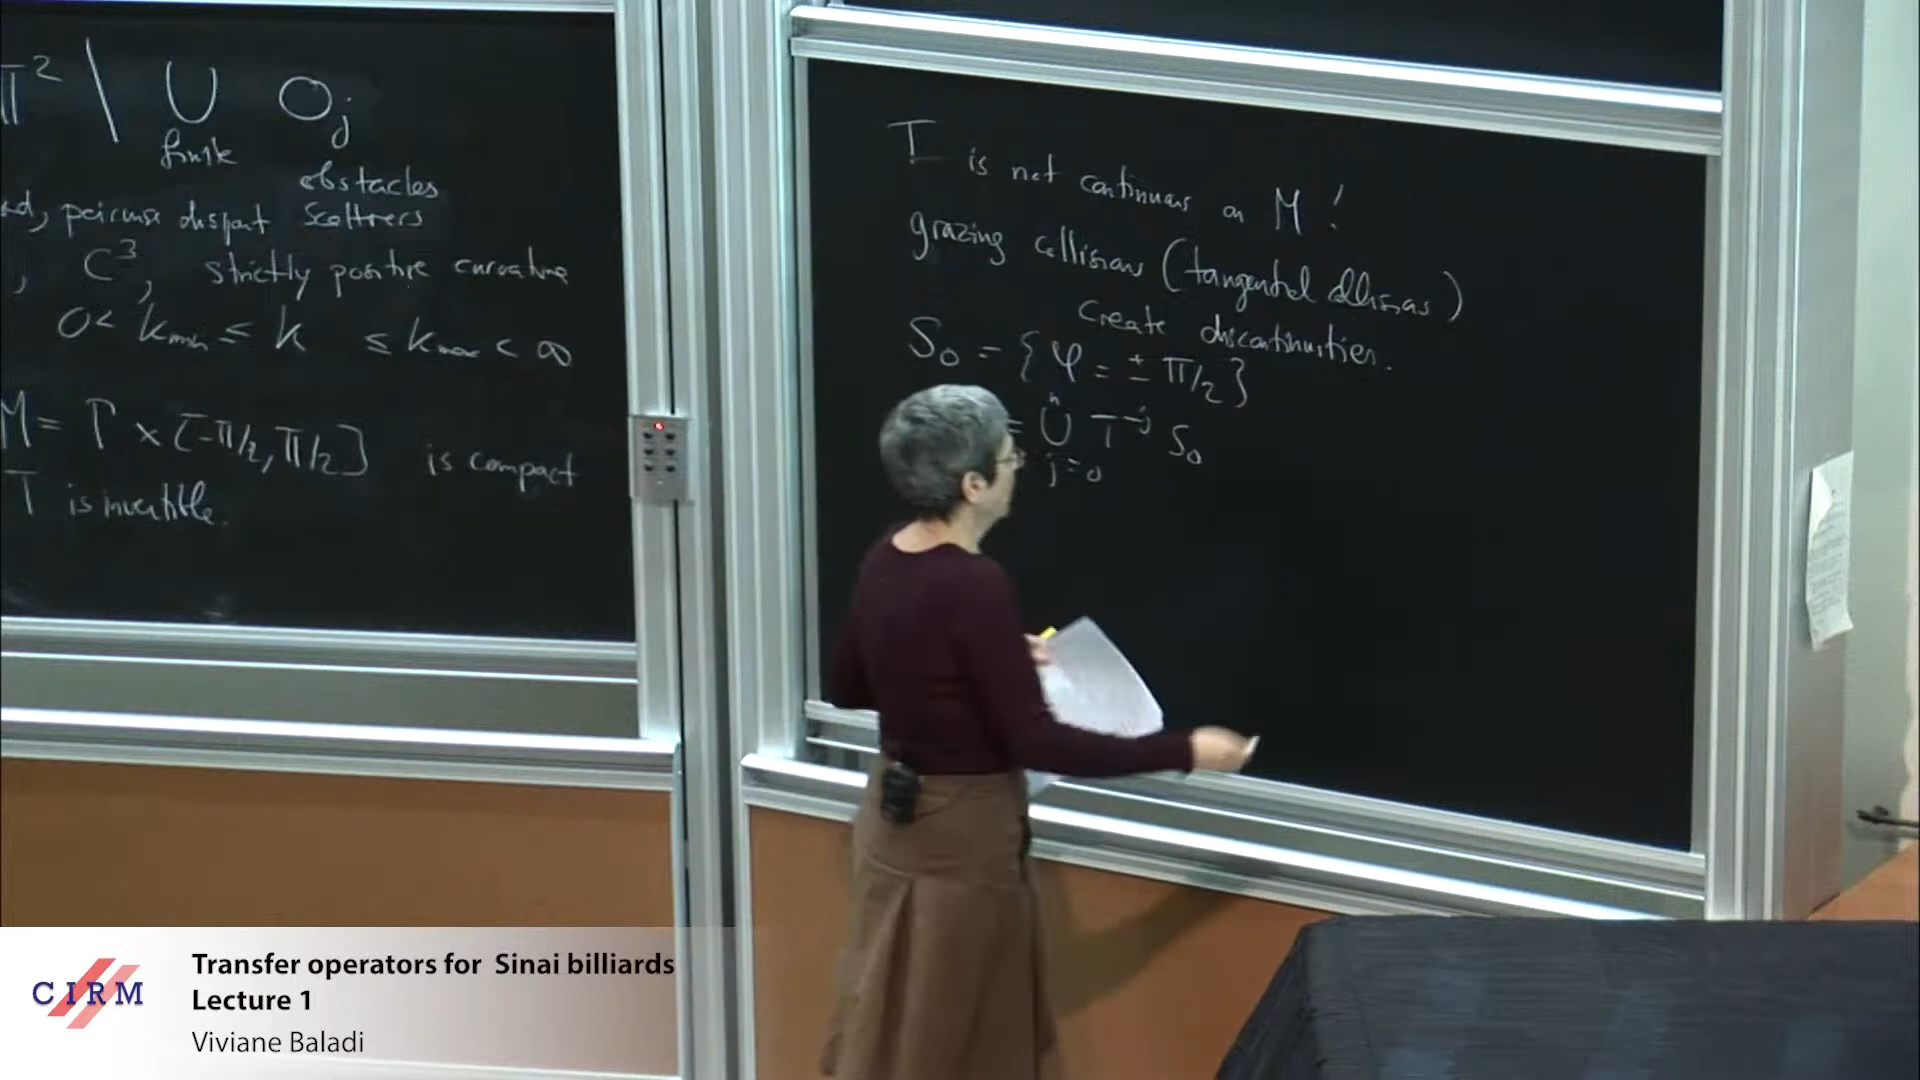 𝕋² \ ∪ O_j
finite
obstacles
pairwise disjoint scatterers
, C³, strictly positive curvature
0 < k_min ≤ k ≤ k_max < ∞
M = Γ × [-π/2, π/2] is compact
T is invertible.
T is not continuous on M!
grazing collisions (tangential collisions)
create discontinuities.
S₀ = {φ = ± π/2}
= ∪_{j=0}^{n} T^{-j} S₀
CIRM
Transfer operators for Sinai billiards
Lecture 1
Viviane Baladi